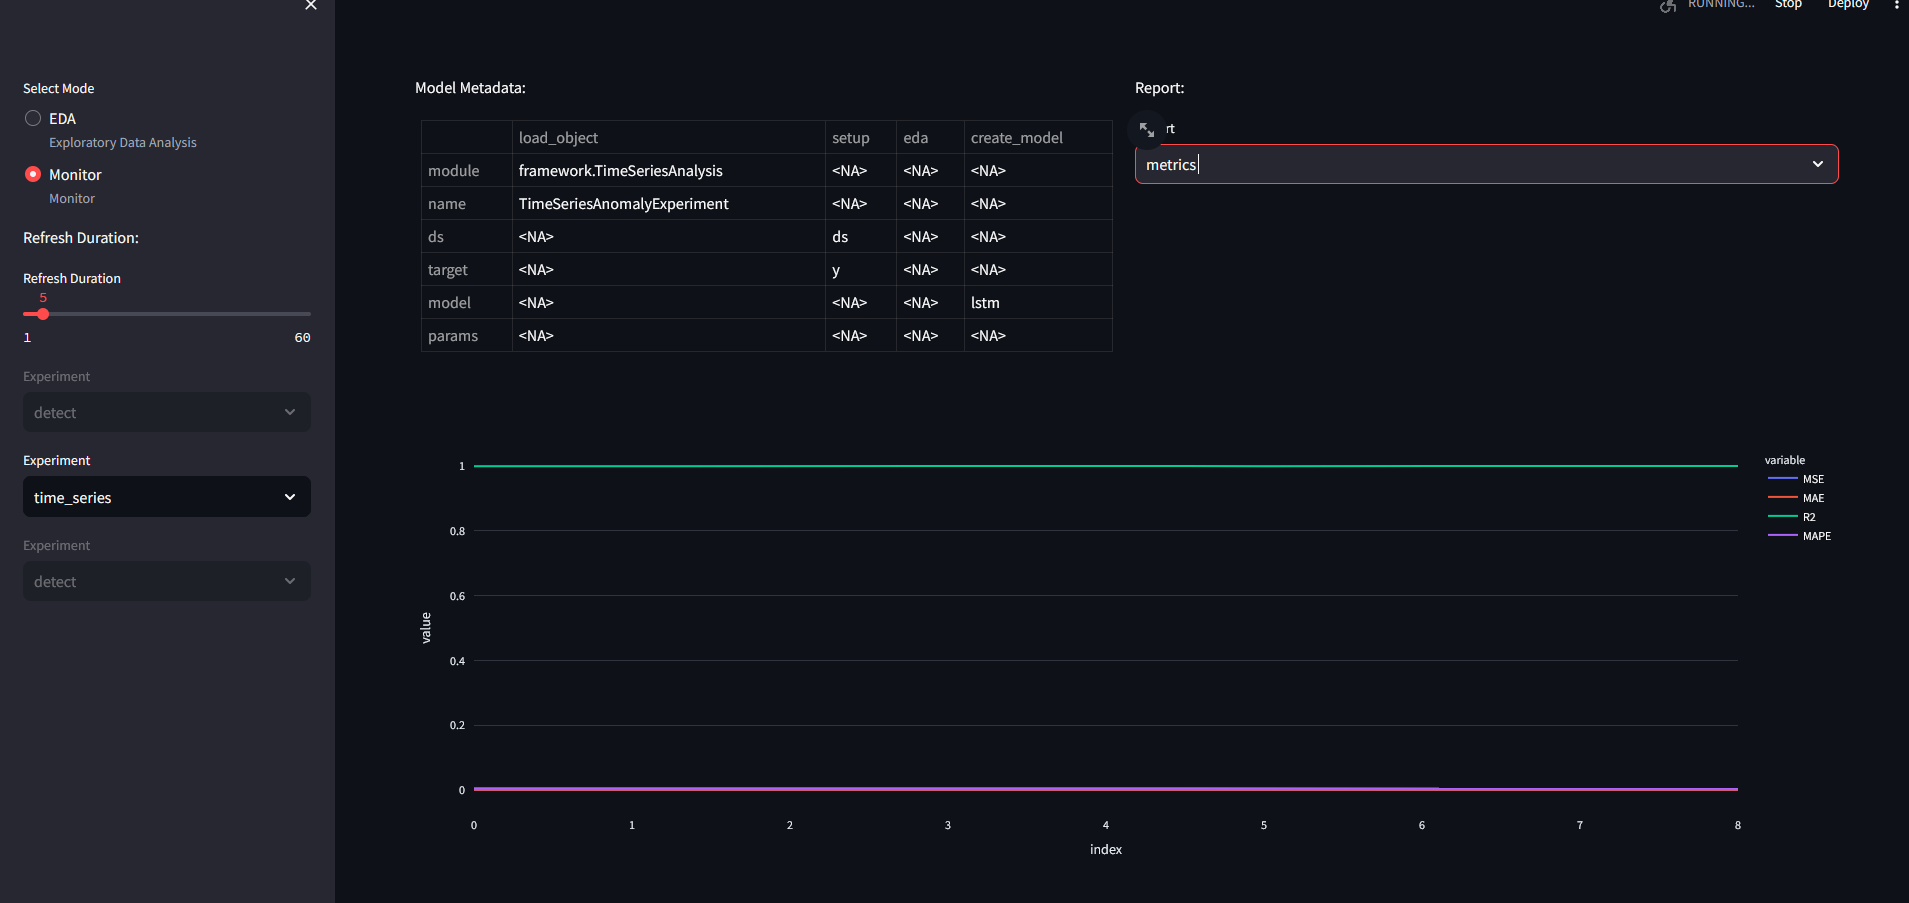 RUNNING... Stop Deploy
Select Mode
EDA
Exploratory Data Analysis
Monitor
Monitor
Refresh Duration:
Refresh Duration
5
1 60
Experiment
detect
Experiment
time_series
Experiment
detect
Model Metadata:
load_object setup eda create_model
module framework.TimeSeriesAnalysis <NA> <NA> <NA>
name TimeSeriesAnomalyExperiment <NA> <NA> <NA>
ds <NA> ds <NA> <NA>
target <NA> y <NA> <NA>
model <NA> <NA> <NA> lstm
params <NA> <NA> <NA> <NA>
Report:
rt
metrics
1
0.8
0.6
0.4
0.2
0
value
0 1 2 3 4 5 6 7 8
index
variable
MSE
MAE
R2
MAPE